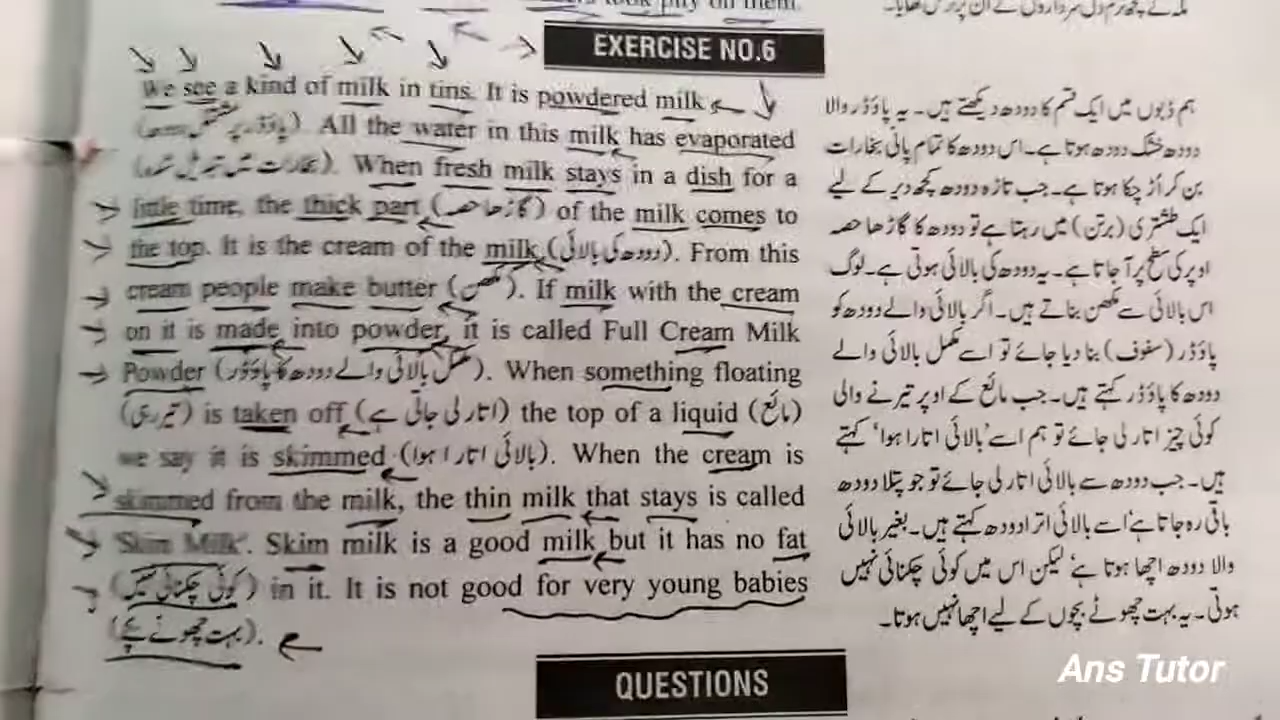 took pity on them.
EXERCISE NO.6
We see a kind of milk in tins. It is powdered milk
(پاؤڈر پر مشتمل دودھ). All the water in this milk has evaporated
(بخارات میں تبدیل شدہ). When fresh milk stays in a dish for a
little time, the thick part (گاڑھا حصہ) of the milk comes to
the top. It is the cream of the milk (دودھ کی بالائی). From this
cream people make butter (مکھن). If milk with the cream
on it is made into powder, it is called Full Cream Milk
Powder (مکمل بالائی والے دودھ کا پاؤڈر). When something floating
(تیرتی) is taken off (اتار لی جاتی ہے) the top of a liquid (مائع)
we say it is skimmed (بالائی اتارا ہوا). When the cream is
skimmed from the milk, the thin milk that stays is called
'Skim Milk'. Skim milk is a good milk but it has no fat
(کوئی چکنائی نہیں) in it. It is not good for very young babies
(بہت چھوٹے بچے).
ہم ڈبوں میں ایک قسم کا دودھ دیکھتے ہیں۔ یہ پاؤڈر والا
دودھ خشک دودھ ہوتا ہے۔ اس دودھ کا تمام پانی بخارات
بن کر اُڑ چکا ہوتا ہے۔ جب تازہ دودھ کچھ دیر کے لیے
ایک طشتری (برتن) میں رہتا ہے تو دودھ کا گاڑھا حصہ
اوپر کی سطح پر آ جاتا ہے۔ یہ دودھ کی بالائی ہوتی ہے۔ لوگ
اس بالائی سے مکھن بناتے ہیں۔ اگر بالائی والے دودھ کو
پاؤڈر (سفوف) بنا دیا جائے تو اسے مکمل بالائی والے
دودھ کا پاؤڈر کہتے ہیں۔ جب مائع کے اوپر تیرنے والی
کوئی چیز اتار لی جائے تو ہم اسے 'بالائی اتارا ہوا' کہتے
ہیں۔ جب دودھ سے بالائی اتار لی جائے تو جو پتلا دودھ
باقی رہ جاتا ہے' اسے بالائی اترا دودھ کہتے ہیں۔ بغیر بالائی
والا دودھ اچھا ہوتا ہے' لیکن اس میں کوئی چکنائی نہیں
ہوتی۔ یہ بہت چھوٹے بچوں کے لیے اچھا نہیں ہوتا۔
QUESTIONS
Ans Tutor